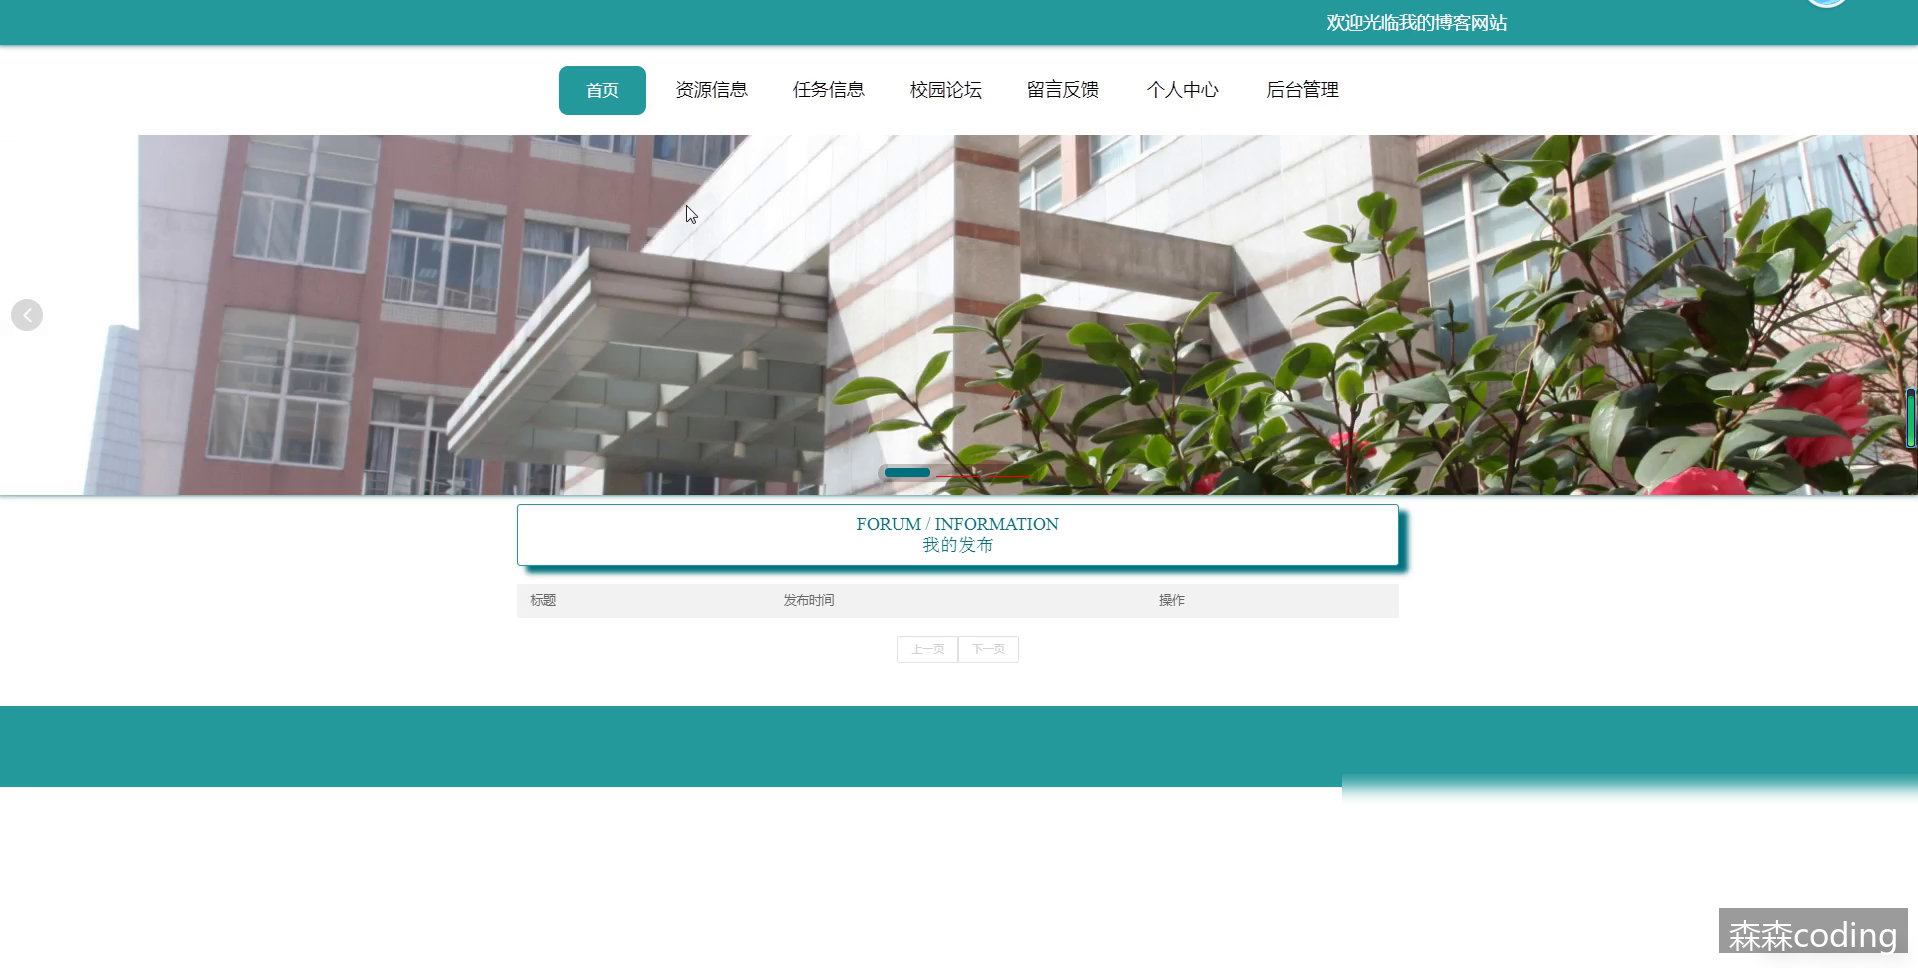 欢迎光临我的博客网站
首页 资源信息 任务信息 校园论坛 留言反馈 个人中心 后台管理
FORUM / INFORMATION
我的发布
标题 发布时间 操作
上一页 下一页
森森coding